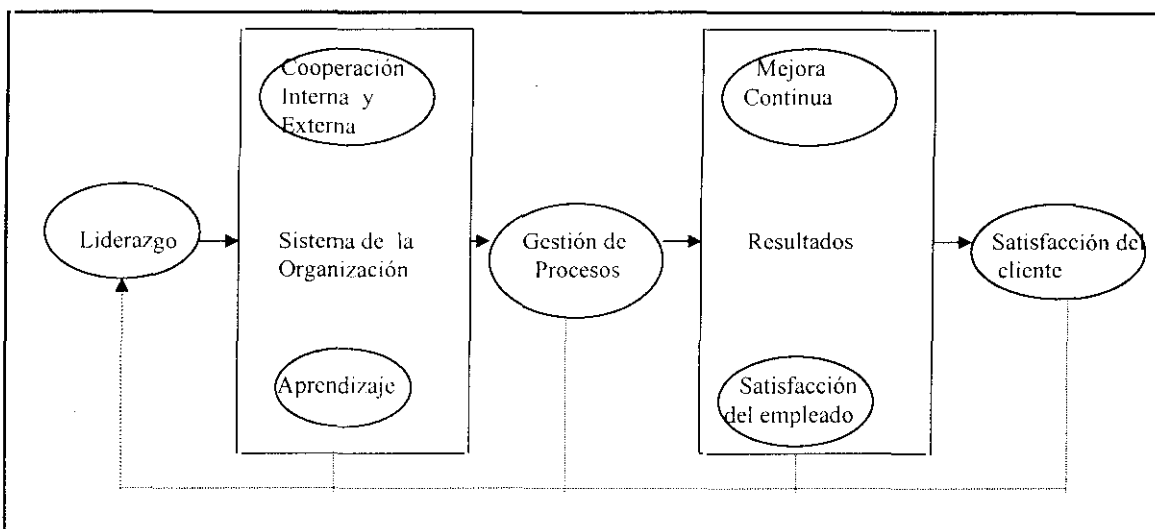 Cooperación
Interna y
Externa
Mejora
Continua
Liderazgo
Sistema de la
Organización
Gestión de
Procesos
Resultados
Satisfacción del
cliente
Aprendizaje
Satisfacción
del empleado